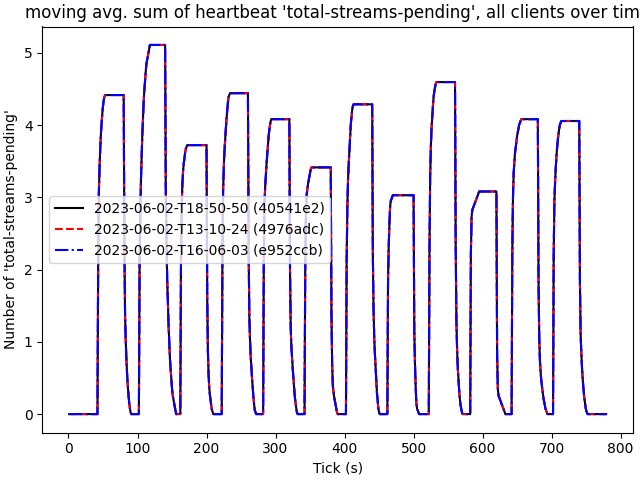 moving avg. sum of heartbeat 'total-streams-pending', all clients over tim
Number of 'total-streams-pending'
5
4
3
2
1
0
2023-06-02-T18-50-50 (40541e2)
2023-06-02-T13-10-24 (4976adc)
2023-06-02-T16-06-03 (e952ccb)
0 100 200 300 400 500 600 700 800
Tick (s)